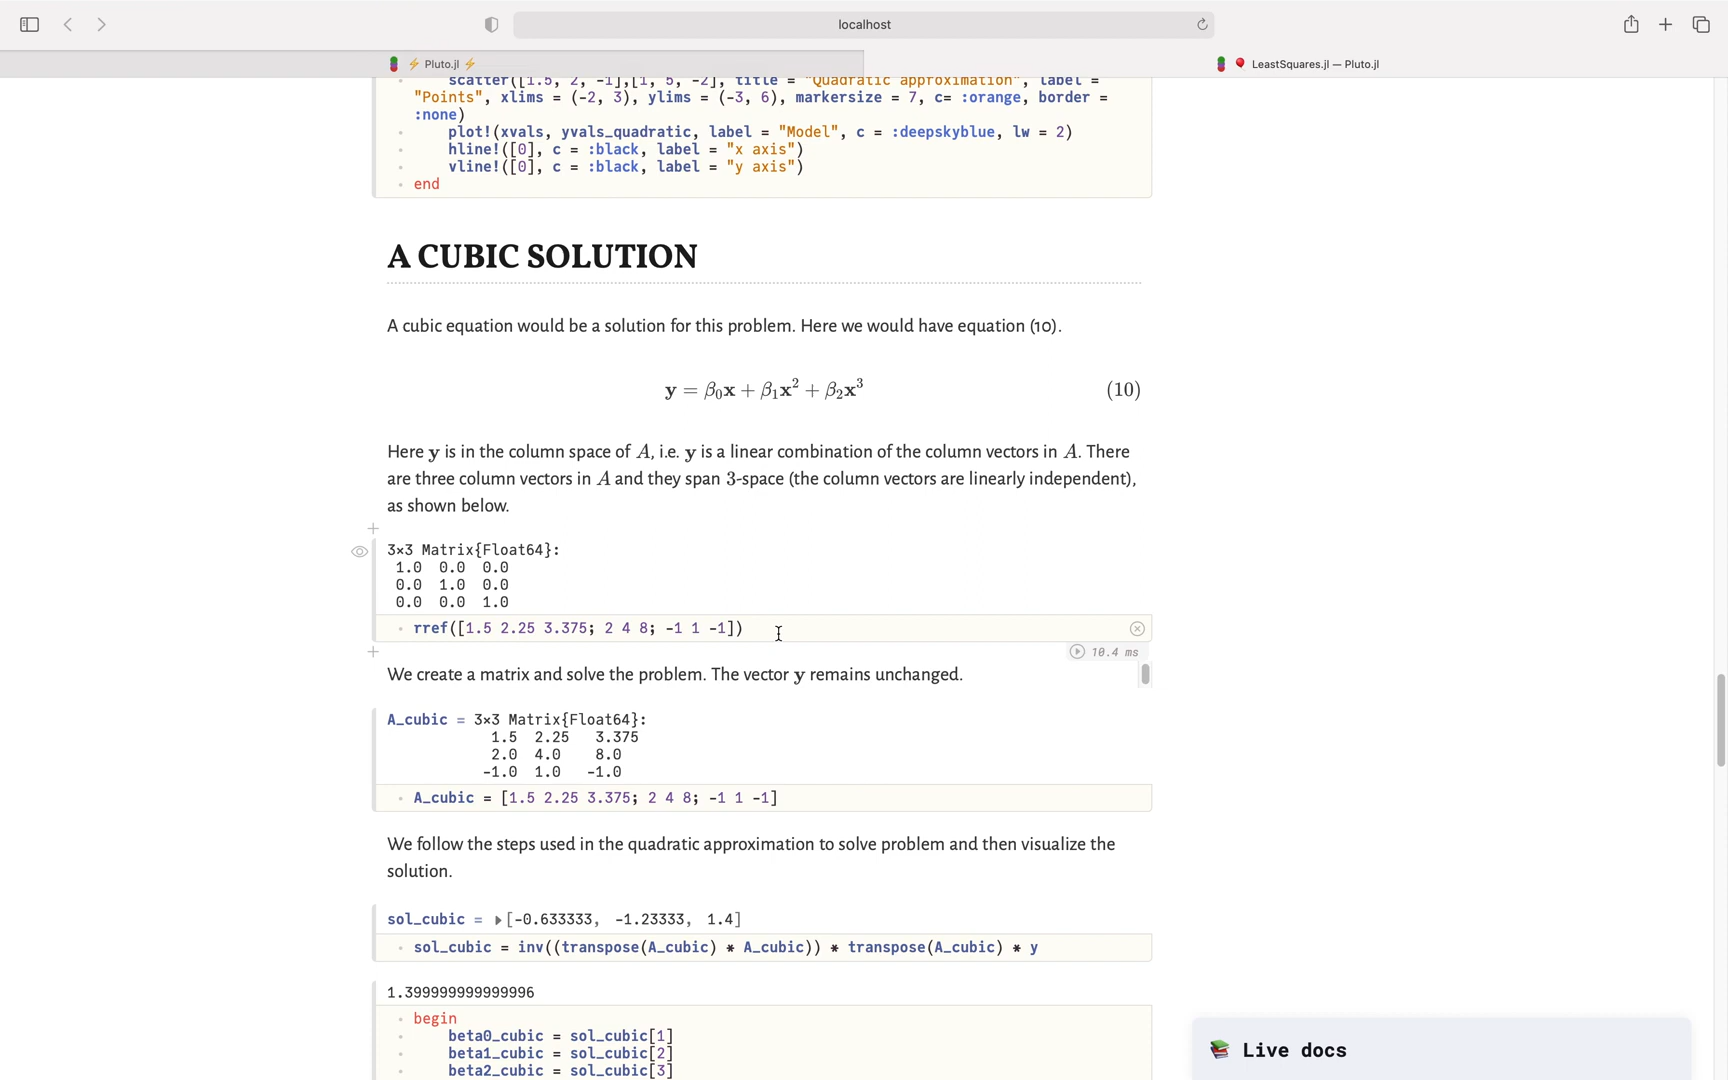 localhost
⚡ Pluto.jl ⚡
🎈 LeastSquares.jl — Pluto.jl
scatter([1.5, 2, -1],[1, 5, -2], title = "Quadratic approximation", label =
"Points", xlims = (-2, 3), ylims = (-3, 6), markersize = 7, c= :orange, border =
:none)
plot!(xvals, yvals_quadratic, label = "Model", c = :deepskyblue, lw = 2)
hline!([0], c = :black, label = "x axis")
vline!([0], c = :black, label = "y axis")
end
A CUBIC SOLUTION
A cubic equation would be a solution for this problem. Here we would have equation (10).
y = β₀x + β₁x² + β₂x³ (10)
Here y is in the column space of A, i.e. y is a linear combination of the column vectors in A. There
are three column vectors in A and they span 3-space (the column vectors are linearly independent),
as shown below.
3×3 Matrix{Float64}:
1.0 0.0 0.0
0.0 1.0 0.0
0.0 0.0 1.0
rref([1.5 2.25 3.375; 2 4 8; -1 1 -1])
10.4 ms
We create a matrix and solve the problem. The vector y remains unchanged.
A_cubic = 3×3 Matrix{Float64}:
1.5 2.25 3.375
2.0 4.0 8.0
-1.0 1.0 -1.0
A_cubic = [1.5 2.25 3.375; 2 4 8; -1 1 -1]
We follow the steps used in the quadratic approximation to solve problem and then visualize the
solution.
sol_cubic = ▶[-0.633333, -1.23333, 1.4]
sol_cubic = inv((transpose(A_cubic) * A_cubic)) * transpose(A_cubic) * y
1.399999999999996
begin
beta0_cubic = sol_cubic[1]
beta1_cubic = sol_cubic[2]
beta2_cubic = sol_cubic[3]
📚 Live docs